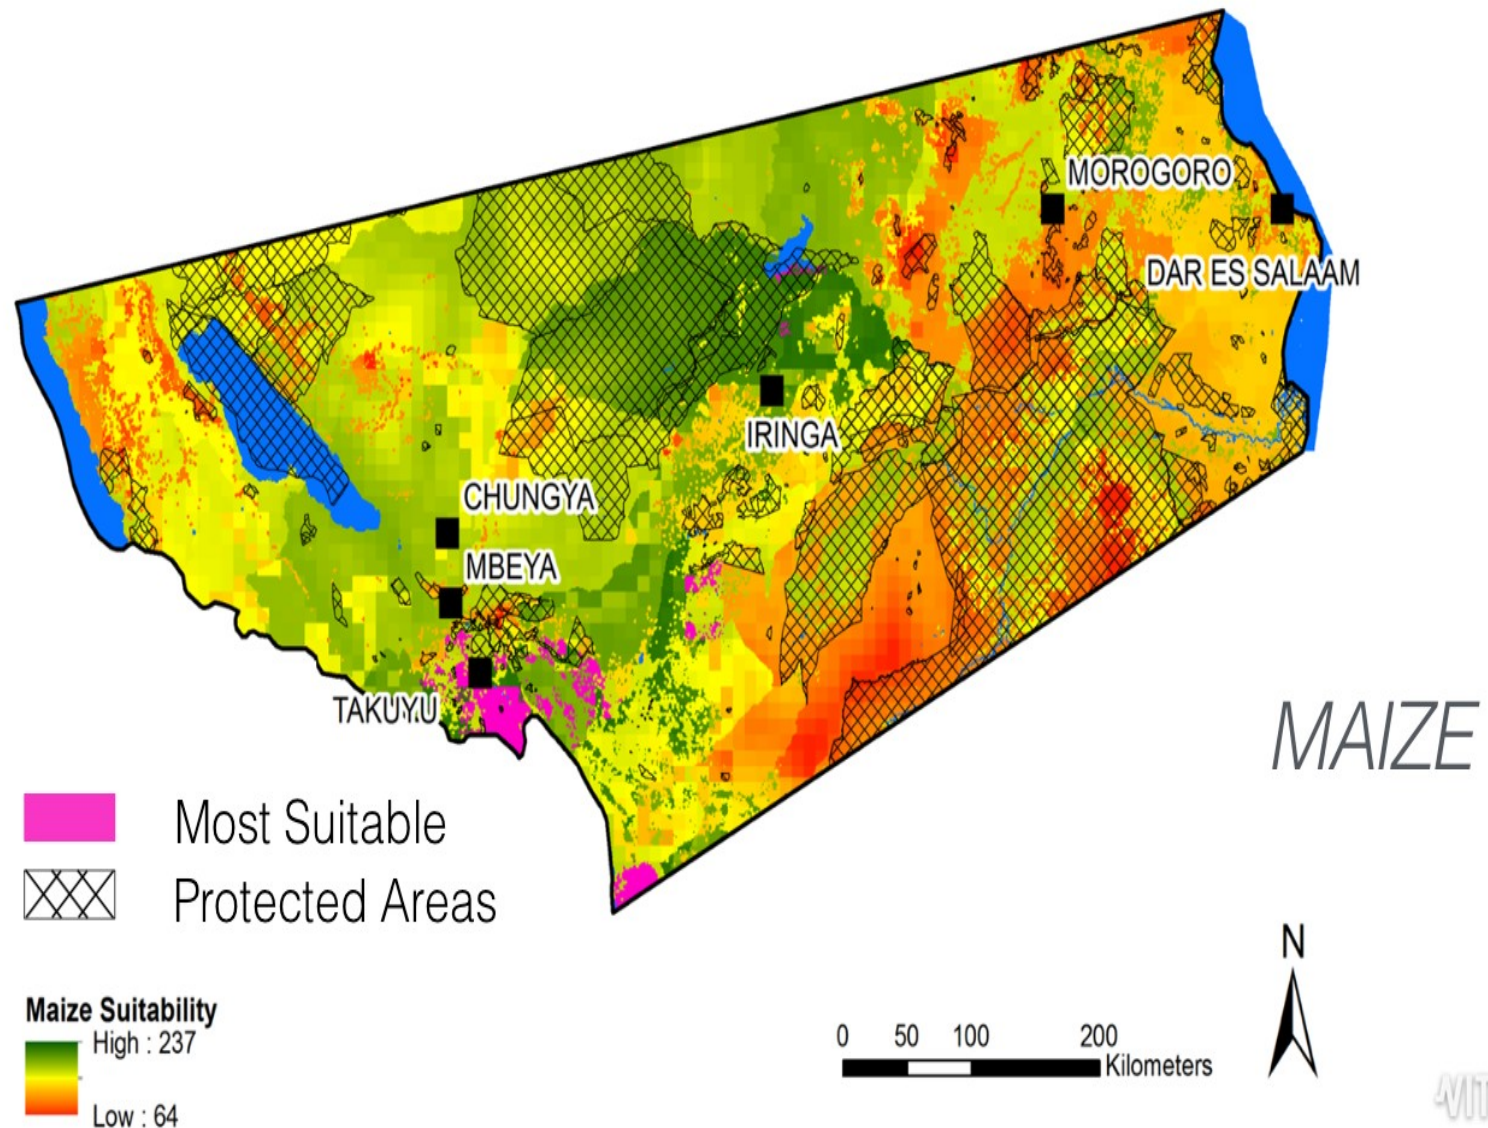 MOROGORO
DAR ES SALAAM
IRINGA
CHUNGYA
MBEYA
TAKUYU
MAIZE
Most Suitable
Protected Areas
N
Maize Suitability
High : 237
Low : 64
0 50 100 200
Kilometers